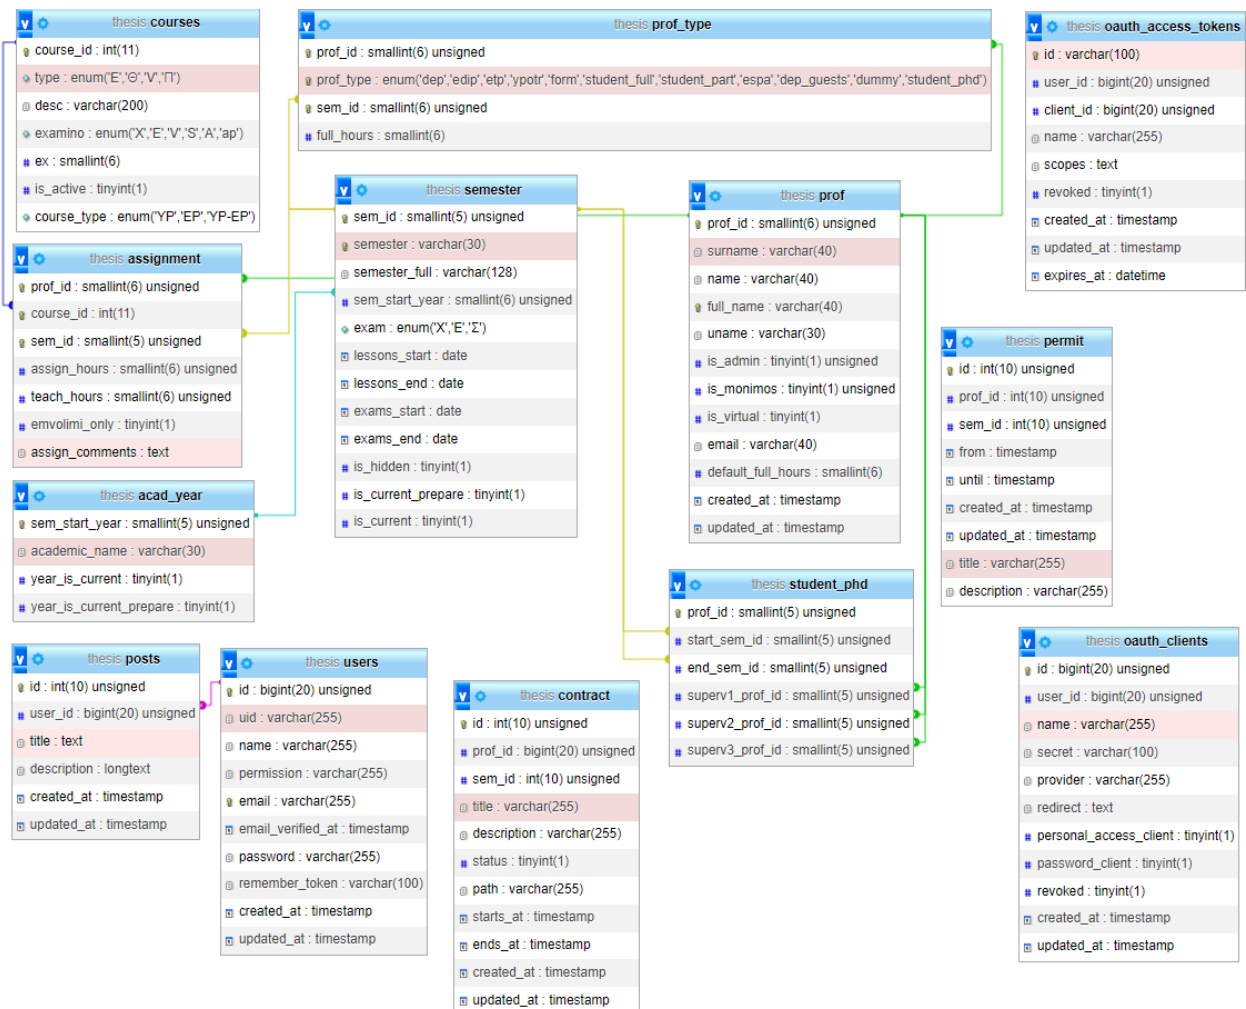 thesis courses
course_id : int(11)
type : enum('E','Θ','V','Π')
desc : varchar(200)
examino : enum('X','E','V','S','A','ap')
ex : smallint(6)
is_active : tinyint(1)
course_type : enum('YP','EP','YP-EP')
thesis prof_type
prof_id : smallint(6) unsigned
prof_type : enum('dep','edip','etp','ypotr','form','student_full','student_part','espa','dep_guests','dummy','student_phd')
sem_id : smallint(6) unsigned
full_hours : smallint(6)
thesis oauth_access_tokens
id : varchar(100)
user_id : bigint(20) unsigned
client_id : bigint(20) unsigned
name : varchar(255)
scopes : text
revoked : tinyint(1)
created_at : timestamp
updated_at : timestamp
expires_at : datetime
thesis semester
sem_id : smallint(5) unsigned
semester : varchar(30)
semester_full : varchar(128)
sem_start_year : smallint(6) unsigned
exam : enum('X','E','Σ')
lessons_start : date
lessons_end : date
exams_start : date
exams_end : date
is_hidden : tinyint(1)
is_current_prepare : tinyint(1)
is_current : tinyint(1)
thesis prof
prof_id : smallint(6) unsigned
surname : varchar(40)
name : varchar(40)
full_name : varchar(40)
uname : varchar(30)
is_admin : tinyint(1) unsigned
is_monimos : tinyint(1) unsigned
is_virtual : tinyint(1)
email : varchar(40)
default_full_hours : smallint(6)
created_at : timestamp
updated_at : timestamp
thesis assignment
prof_id : smallint(6) unsigned
course_id : int(11)
sem_id : smallint(5) unsigned
assign_hours : smallint(6) unsigned
teach_hours : smallint(6) unsigned
emvolimi_only : tinyint(1)
assign_comments : text
thesis permit
id : int(10) unsigned
prof_id : int(10) unsigned
sem_id : int(10) unsigned
from : timestamp
until : timestamp
created_at : timestamp
updated_at : timestamp
title : varchar(255)
description : varchar(255)
thesis acad_year
sem_start_year : smallint(5) unsigned
academic_name : varchar(30)
year_is_current : tinyint(1)
year_is_current_prepare : tinyint(1)
thesis student_phd
prof_id : smallint(5) unsigned
start_sem_id : smallint(5) unsigned
end_sem_id : smallint(5) unsigned
superv1_prof_id : smallint(5) unsigned
superv2_prof_id : smallint(5) unsigned
superv3_prof_id : smallint(5) unsigned
thesis posts
id : int(10) unsigned
user_id : bigint(20) unsigned
title : text
description : longtext
created_at : timestamp
updated_at : timestamp
thesis users
id : bigint(20) unsigned
uid : varchar(255)
name : varchar(255)
permission : varchar(255)
email : varchar(255)
email_verified_at : timestamp
password : varchar(255)
remember_token : varchar(100)
created_at : timestamp
updated_at : timestamp
thesis contract
id : int(10) unsigned
prof_id : bigint(20) unsigned
sem_id : int(10) unsigned
title : varchar(255)
description : varchar(255)
status : tinyint(1)
path : varchar(255)
starts_at : timestamp
ends_at : timestamp
created_at : timestamp
updated_at : timestamp
thesis oauth_clients
id : bigint(20) unsigned
user_id : bigint(20) unsigned
name : varchar(255)
secret : varchar(100)
provider : varchar(255)
redirect : text
personal_access_client : tinyint(1)
password_client : tinyint(1)
revoked : tinyint(1)
created_at : timestamp
updated_at : timestamp